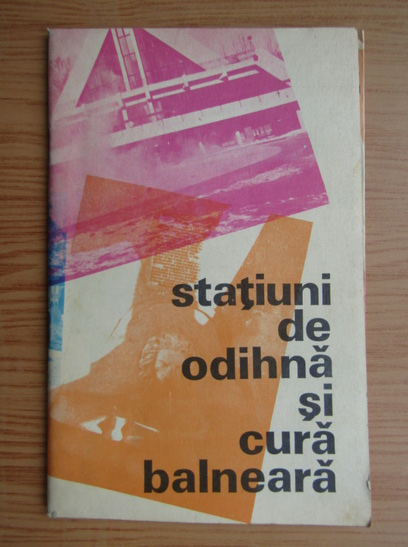 stațiuni
de
odihnă
și
cură
balneară